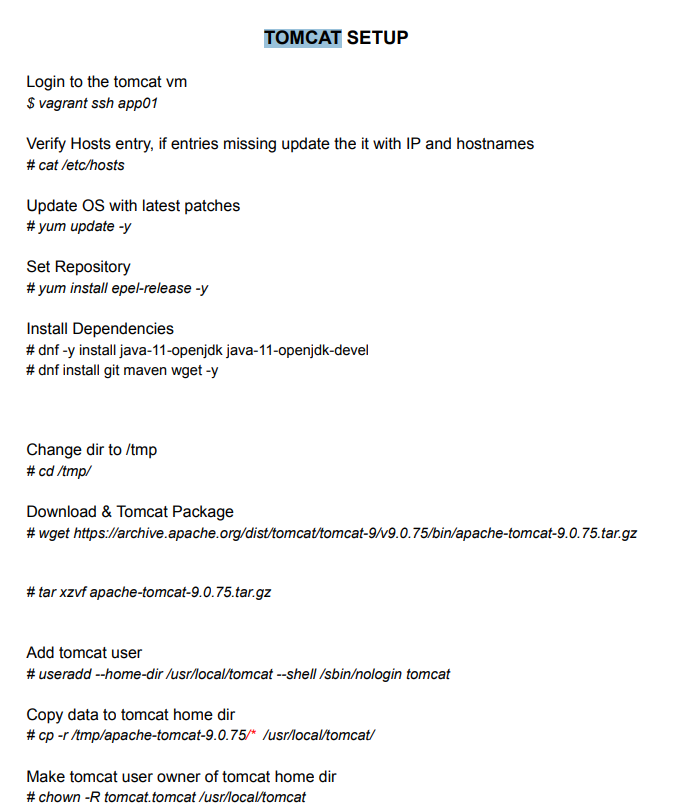 TOMCAT SETUP
Login to the tomcat vm
$ vagrant ssh app01
Verify Hosts entry, if entries missing update the it with IP and hostnames
# cat /etc/hosts
Update OS with latest patches
# yum update -y
Set Repository
# yum install epel-release -y
Install Dependencies
# dnf -y install java-11-openjdk java-11-openjdk-devel
# dnf install git maven wget -y
Change dir to /tmp
# cd /tmp/
Download & Tomcat Package
# wget https://archive.apache.org/dist/tomcat/tomcat-9/v9.0.75/bin/apache-tomcat-9.0.75.tar.gz
# tar xzvf apache-tomcat-9.0.75.tar.gz
Add tomcat user
# useradd --home-dir /usr/local/tomcat --shell /sbin/nologin tomcat
Copy data to tomcat home dir
# cp -r /tmp/apache-tomcat-9.0.75/* /usr/local/tomcat/
Make tomcat user owner of tomcat home dir
# chown -R tomcat.tomcat /usr/local/tomcat